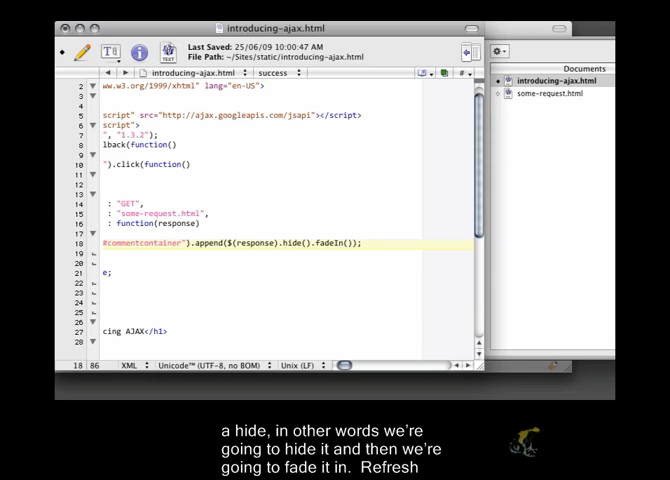 introducing-ajax.html
Last Saved: 25/06/09 10:00:47 AM
File Path: ~/Sites/static/introducing-ajax.html
TEXT
introducing-ajax.html success #
Documents
introducing-ajax.html
some-request.html
2 ww.w3.org/1999/xhtml" lang="en-US">
3
4
5 script" src="http://ajax.googleapis.com/jsapi"></script>
6 script">
7 ", "1.3.2");
8 lback(function()
9
10 ").click(function()
11
12
13
14 : "GET",
15 : "some-request.html",
16 : function(response)
17
18 #commentcontainer").append($(response).hide().fadeIn());
19
20
21 e;
22
23
24
25
26
27 cing AJAX</h1>
28
18 86 XML Unicode™ (UTF-8, no BOM) Unix (LF)
a hide, in other words we're
going to hide it and then we're
going to fade it in. Refresh